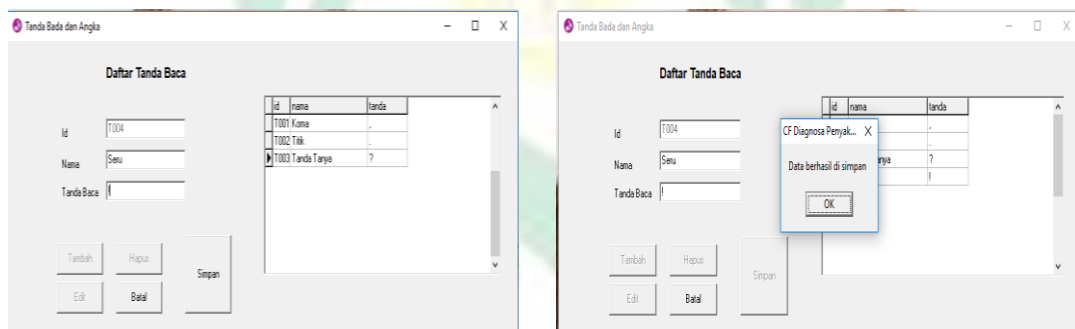 Tanda Bada dan Angka
Daftar Tanda Baca
id nama tanda
Id T004
T001 Koma ,
T002 Titik .
Nama Seru
T003 Tanda Tanya ?
Tanda Baca !
Tambah Hapus
Simpan
Edit Batal
Tanda Bada dan Angka
Daftar Tanda Baca
id nama tanda
Id T004
,
.
Nama Seru
anya ?
Tanda Baca !
!
CF Diagnosa Penyak... X
Data berhasil di simpan
OK
Tambah Hapus
Simpan
Edit Batal